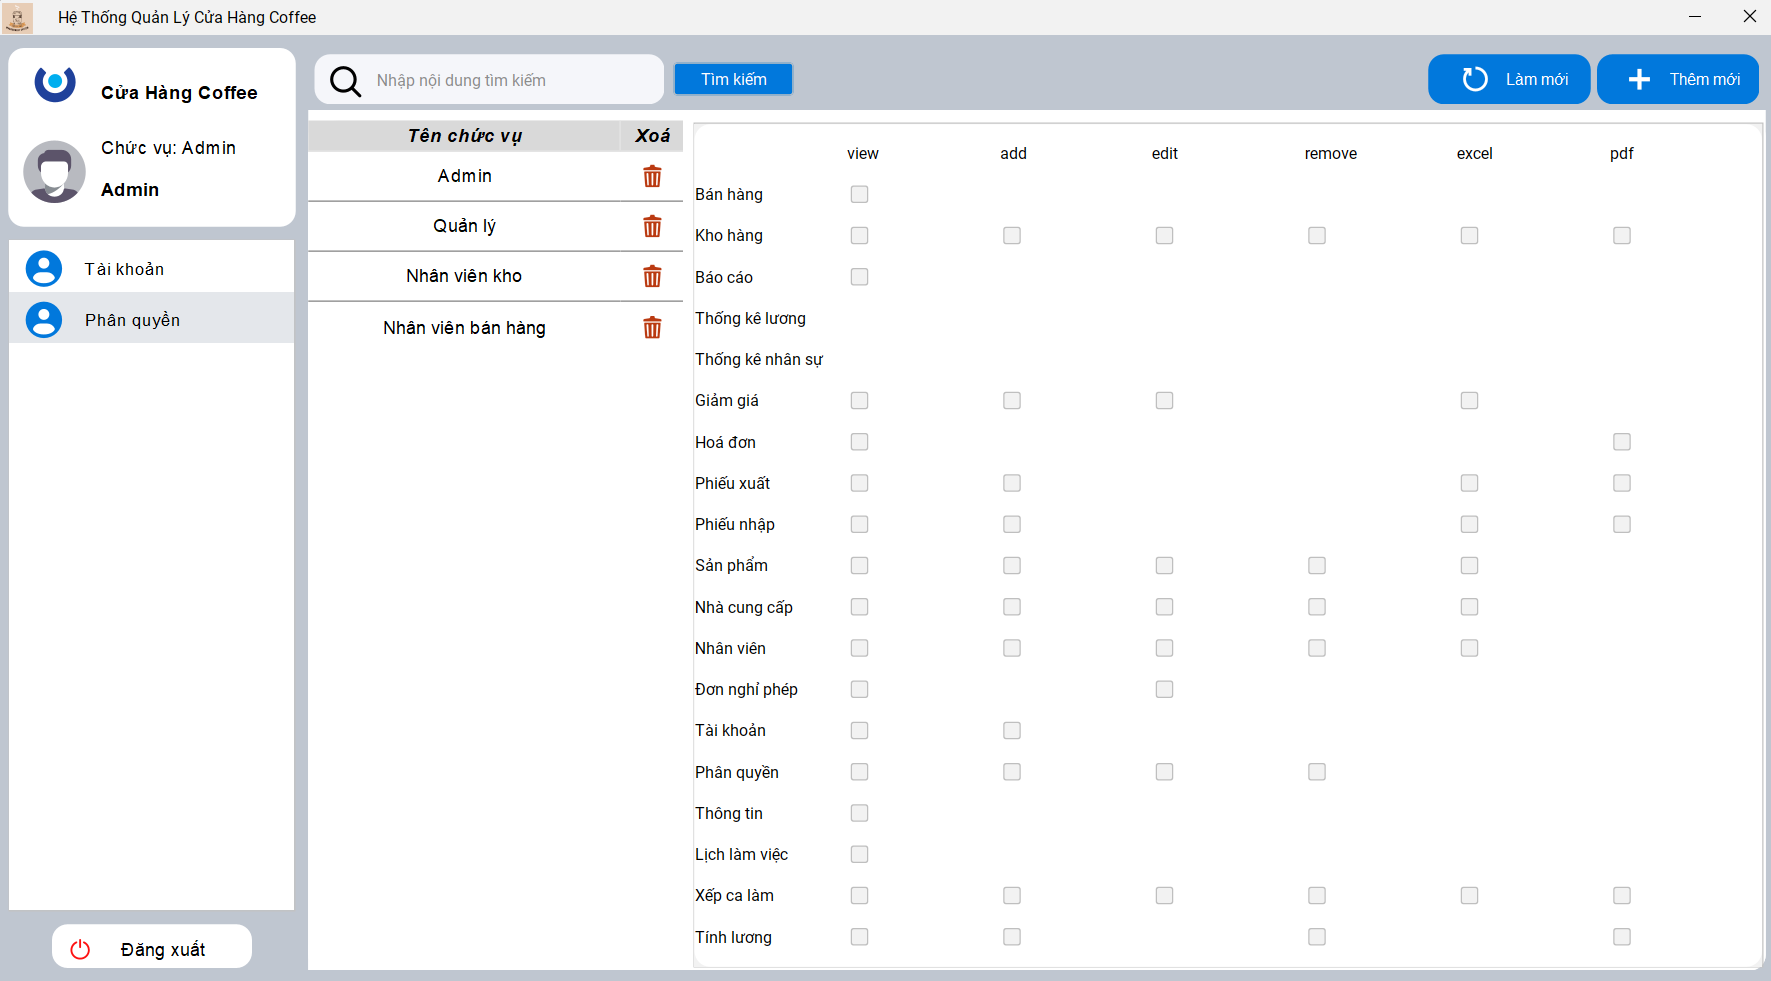 Hệ Thống Quản Lý Cửa Hàng Coffee
Cửa Hàng Coffee
Chức vụ: Admin
Admin
Tài khoản
Phân quyền
Đăng xuất
Nhập nội dung tìm kiếm
Tìm kiếm
Làm mới
Thêm mới
Tên chức vụ Xoá
Admin
Quản lý
Nhân viên kho
Nhân viên bán hàng
view add edit remove excel pdf
Bán hàng
Kho hàng
Báo cáo
Thống kê lương
Thống kê nhân sự
Giảm giá
Hoá đơn
Phiếu xuất
Phiếu nhập
Sản phẩm
Nhà cung cấp
Nhân viên
Đơn nghỉ phép
Tài khoản
Phân quyền
Thông tin
Lịch làm việc
Xếp ca làm
Tính lương